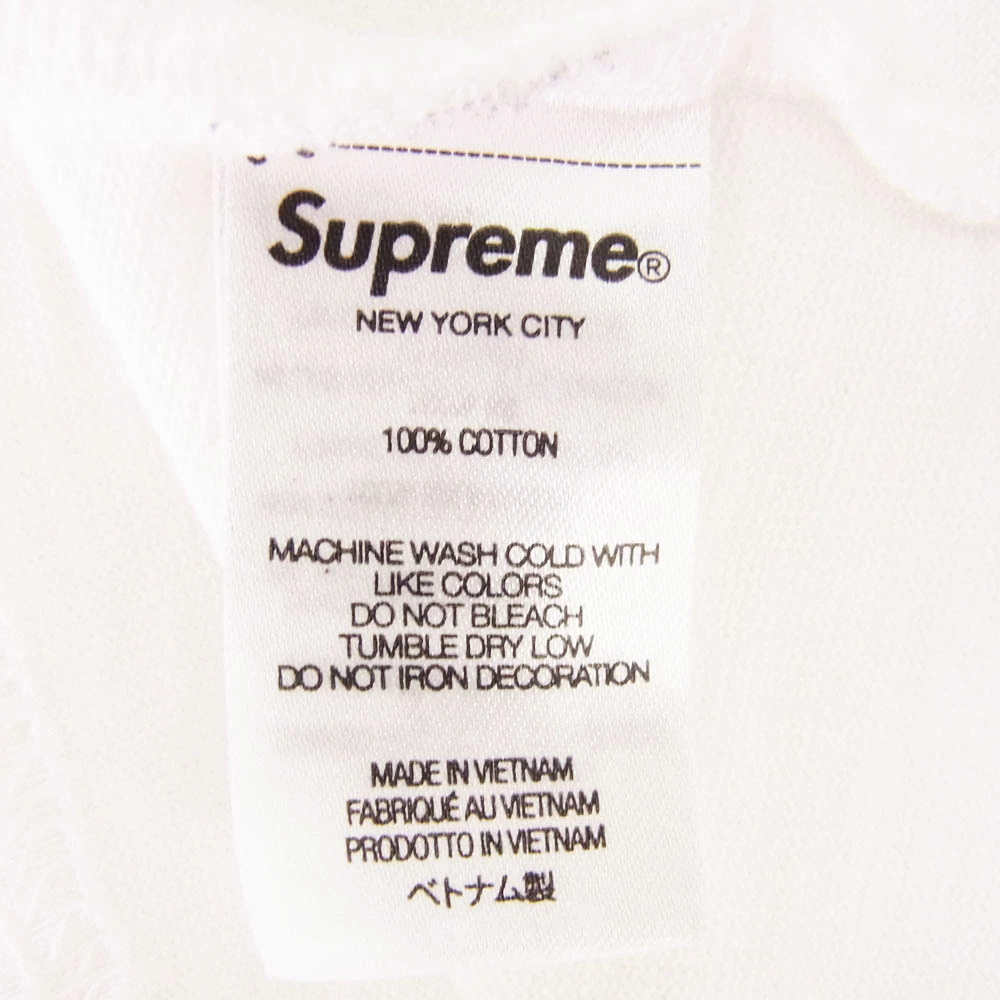 Supreme®
NEW YORK CITY
100% COTTON
MACHINE WASH COLD WITH
LIKE COLORS
DO NOT BLEACH
TUMBLE DRY LOW
DO NOT IRON DECORATION
MADE IN VIETNAM
FABRIQUÉ AU VIETNAM
PRODOTTO IN VIETNAM
ベトナム製